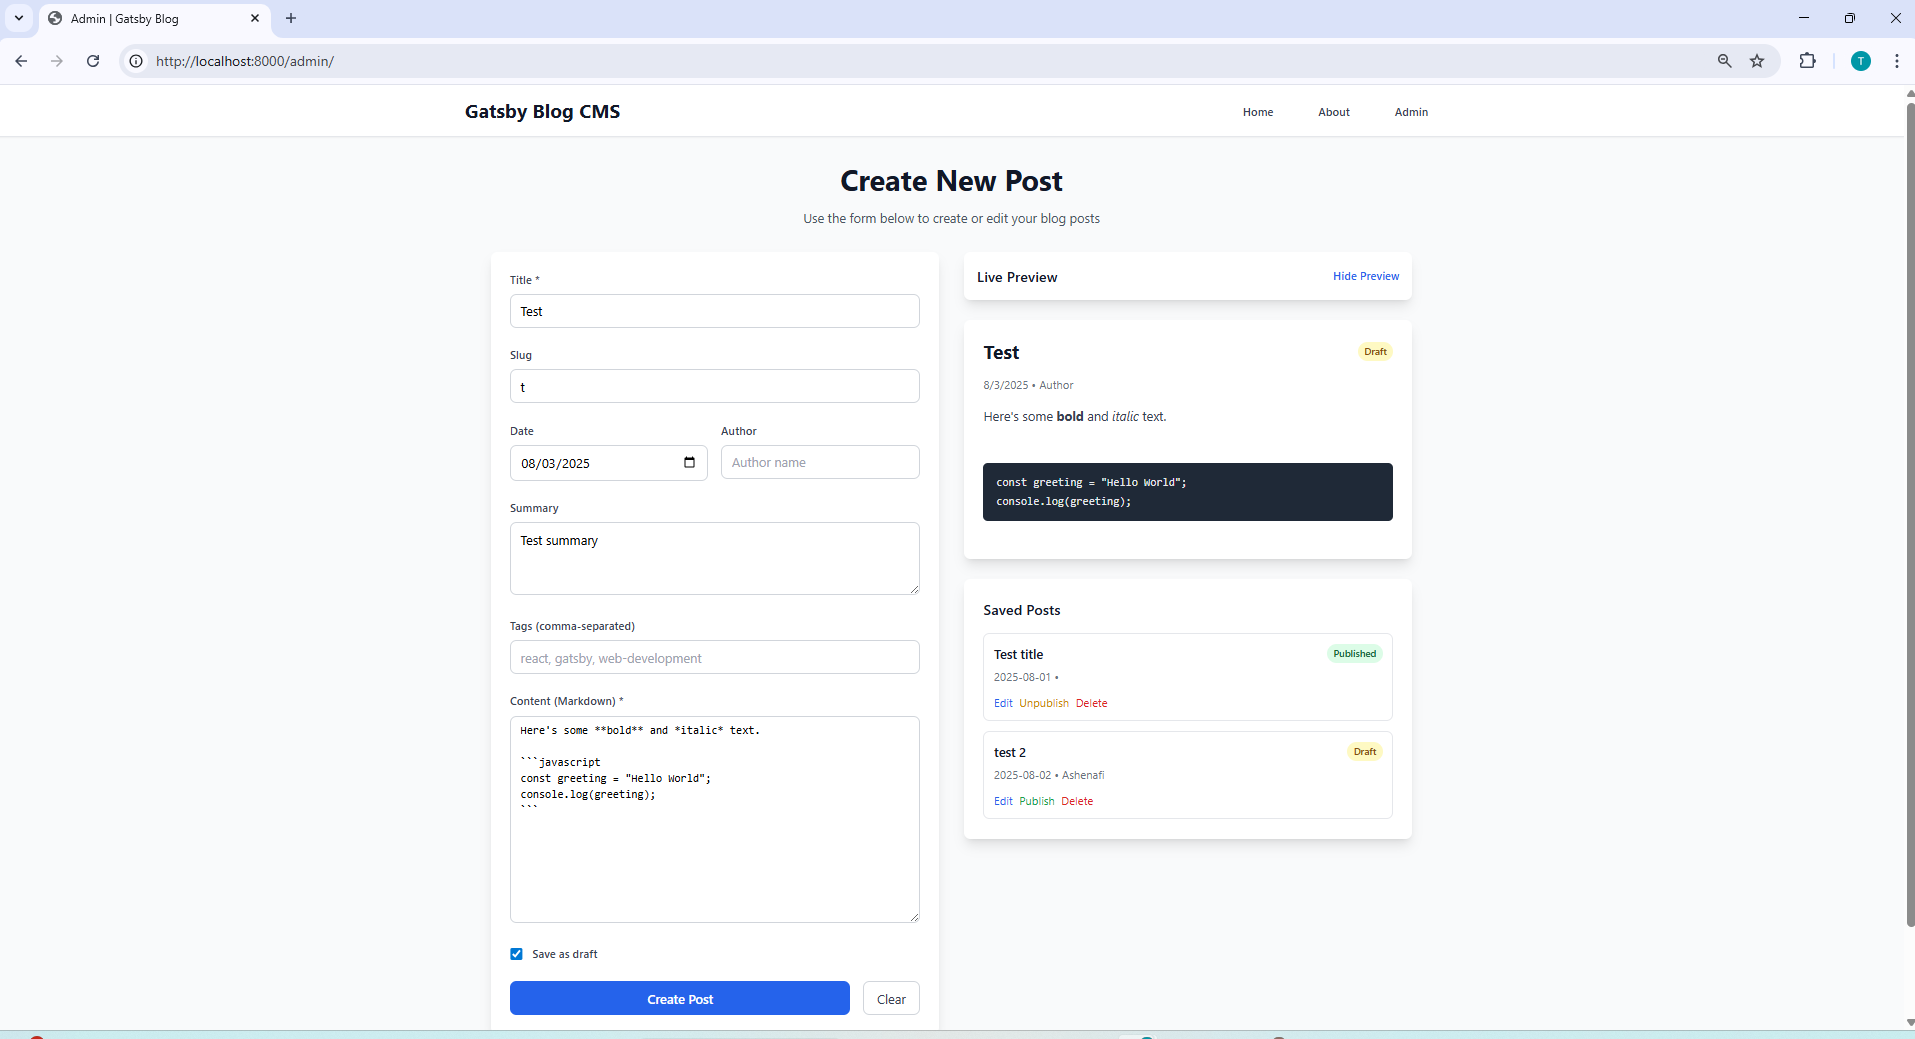 Admin | Gatsby Blog
http://localhost:8000/admin/
T
Gatsby Blog CMS
Home
About
Admin
Create New Post
Use the form below to create or edit your blog posts
Title *
Test
Slug
t
Date
Author
08/03/2025
Author name
Summary
Test summary
Tags (comma-separated)
react, gatsby, web-development
Content (Markdown) *
Here's some **bold** and *italic* text.
```javascript
const greeting = "Hello World";
console.log(greeting);
```
Save as draft
Create Post
Clear
Live Preview
Hide Preview
Test
Draft
8/3/2025 • Author
Here's some bold and italic text.
const greeting = "Hello World";
console.log(greeting);
Saved Posts
Test title
Published
2025-08-01 •
Edit Unpublish Delete
test 2
Draft
2025-08-02 • Ashenafi
Edit Publish Delete